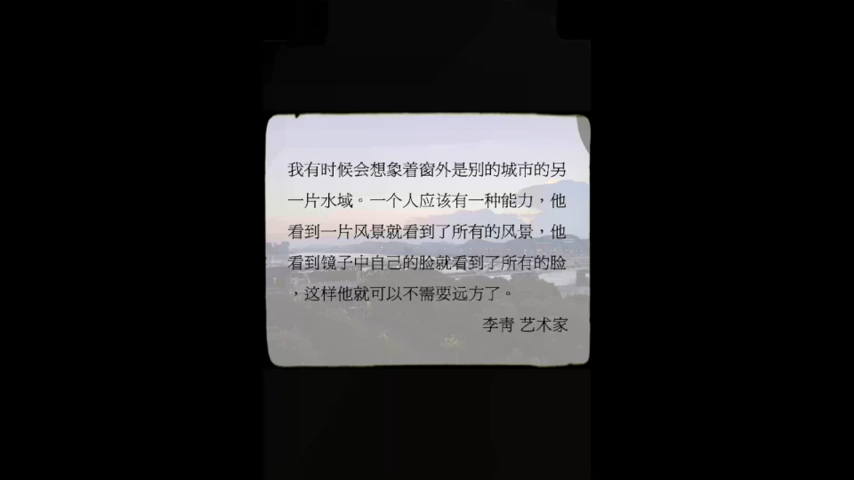 我有时候会想象着窗外是别的城市的另
一片水域。一个人应该有一种能力，他
看到一片风景就看到了所有的风景，他
看到镜子中自己的脸就看到了所有的脸
，这样他就可以不需要远方了。
李青 艺术家